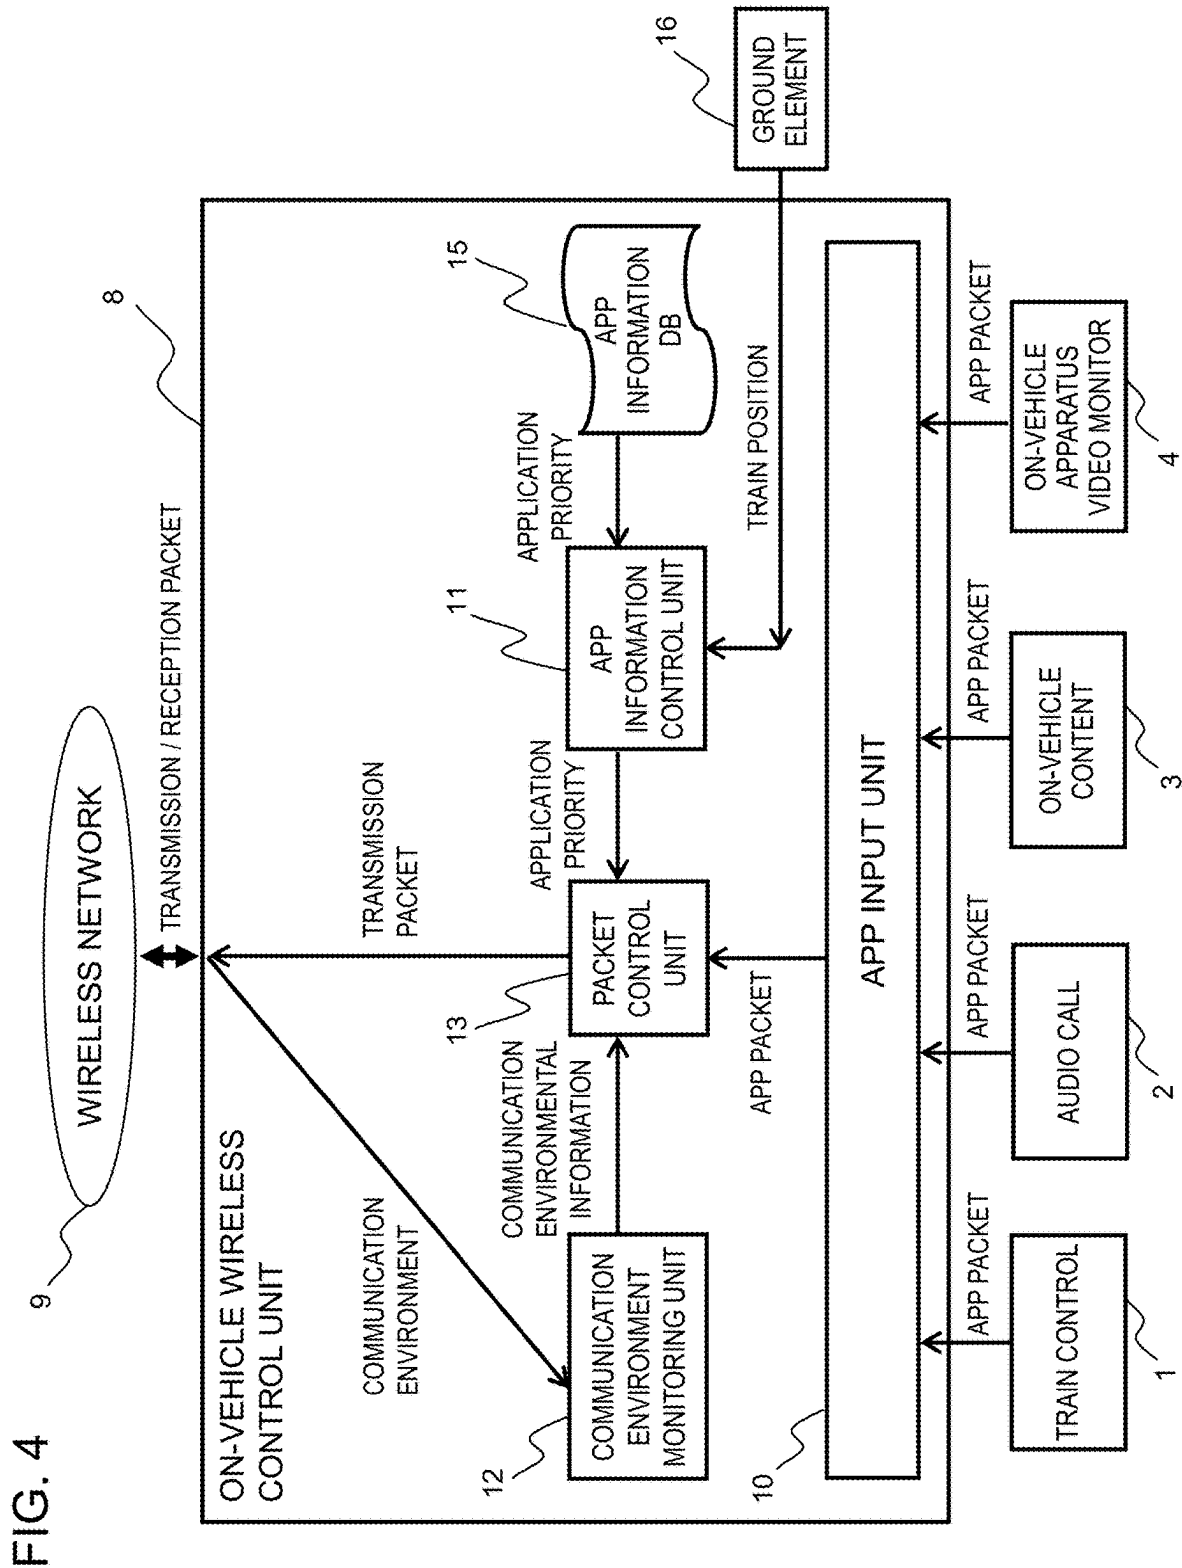 FIG. 4
9
WIRELESS NETWORK
TRANSMISSION / RECEPTION PACKET
8
ON-VEHICLE WIRELESS
CONTROL UNIT
COMMUNICATION
ENVIRONMENT
TRANSMISSION
PACKET
12
COMMUNICATION
ENVIRONMENT
MONITORING UNIT
COMMUNICATION
ENVIRONMENTAL
INFORMATION
13
PACKET
CONTROL
UNIT
APPLICATION
PRIORITY
11
APP
INFORMATION
CONTROL UNIT
APPLICATION
PRIORITY
15
APP
INFORMATION
DB
16
GROUND
ELEMENT
TRAIN POSITION
APP PACKET
10
APP INPUT UNIT
APP PACKET
APP PACKET
APP PACKET
APP PACKET
TRAIN CONTROL
AUDIO CALL
ON-VEHICLE
CONTENT
ON-VEHICLE
APPARATUS
VIDEO MONITOR
1
2
3
4